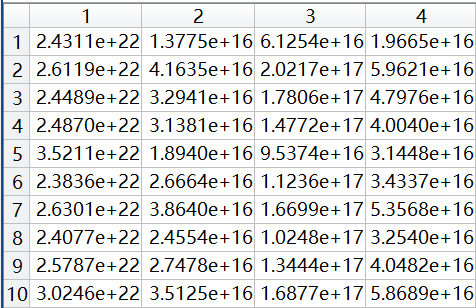 1 2 3 4
1 2.4311e+22 1.3775e+16 6.1254e+16 1.9665e+16
2 2.6119e+22 4.1635e+16 2.0217e+17 5.9621e+16
3 2.4489e+22 3.2941e+16 1.7806e+17 4.7976e+16
4 2.4870e+22 3.1381e+16 1.4772e+17 4.0040e+16
5 3.5211e+22 1.8940e+16 9.5374e+16 3.1448e+16
6 2.3836e+22 2.6664e+16 1.1236e+17 3.4337e+16
7 2.6301e+22 3.8640e+16 1.6699e+17 5.3568e+16
8 2.4077e+22 2.4554e+16 1.0248e+17 3.2540e+16
9 2.5787e+22 2.7478e+16 1.3444e+17 4.0482e+16
10 3.0246e+22 3.5125e+16 1.6877e+17 5.8689e+16